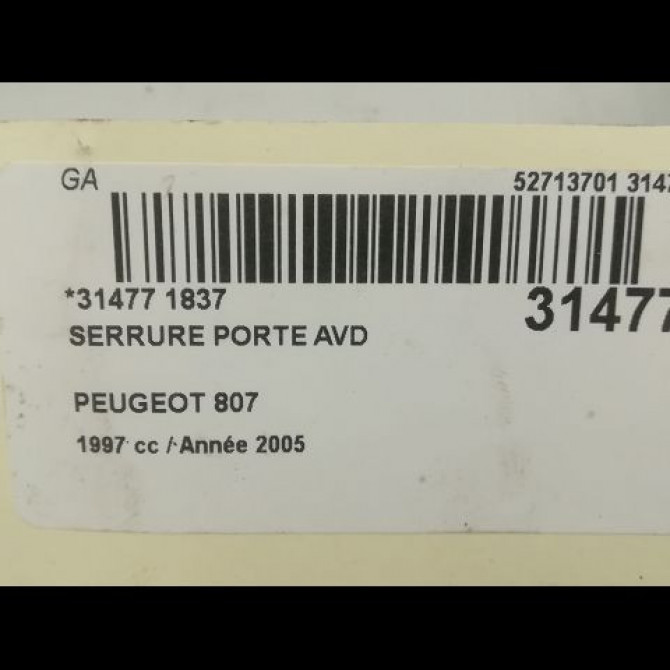 GA 52713701 3147
*31477 1837 31477
SERRURE PORTE AVD
PEUGEOT 807
1997 cc / Année 2005